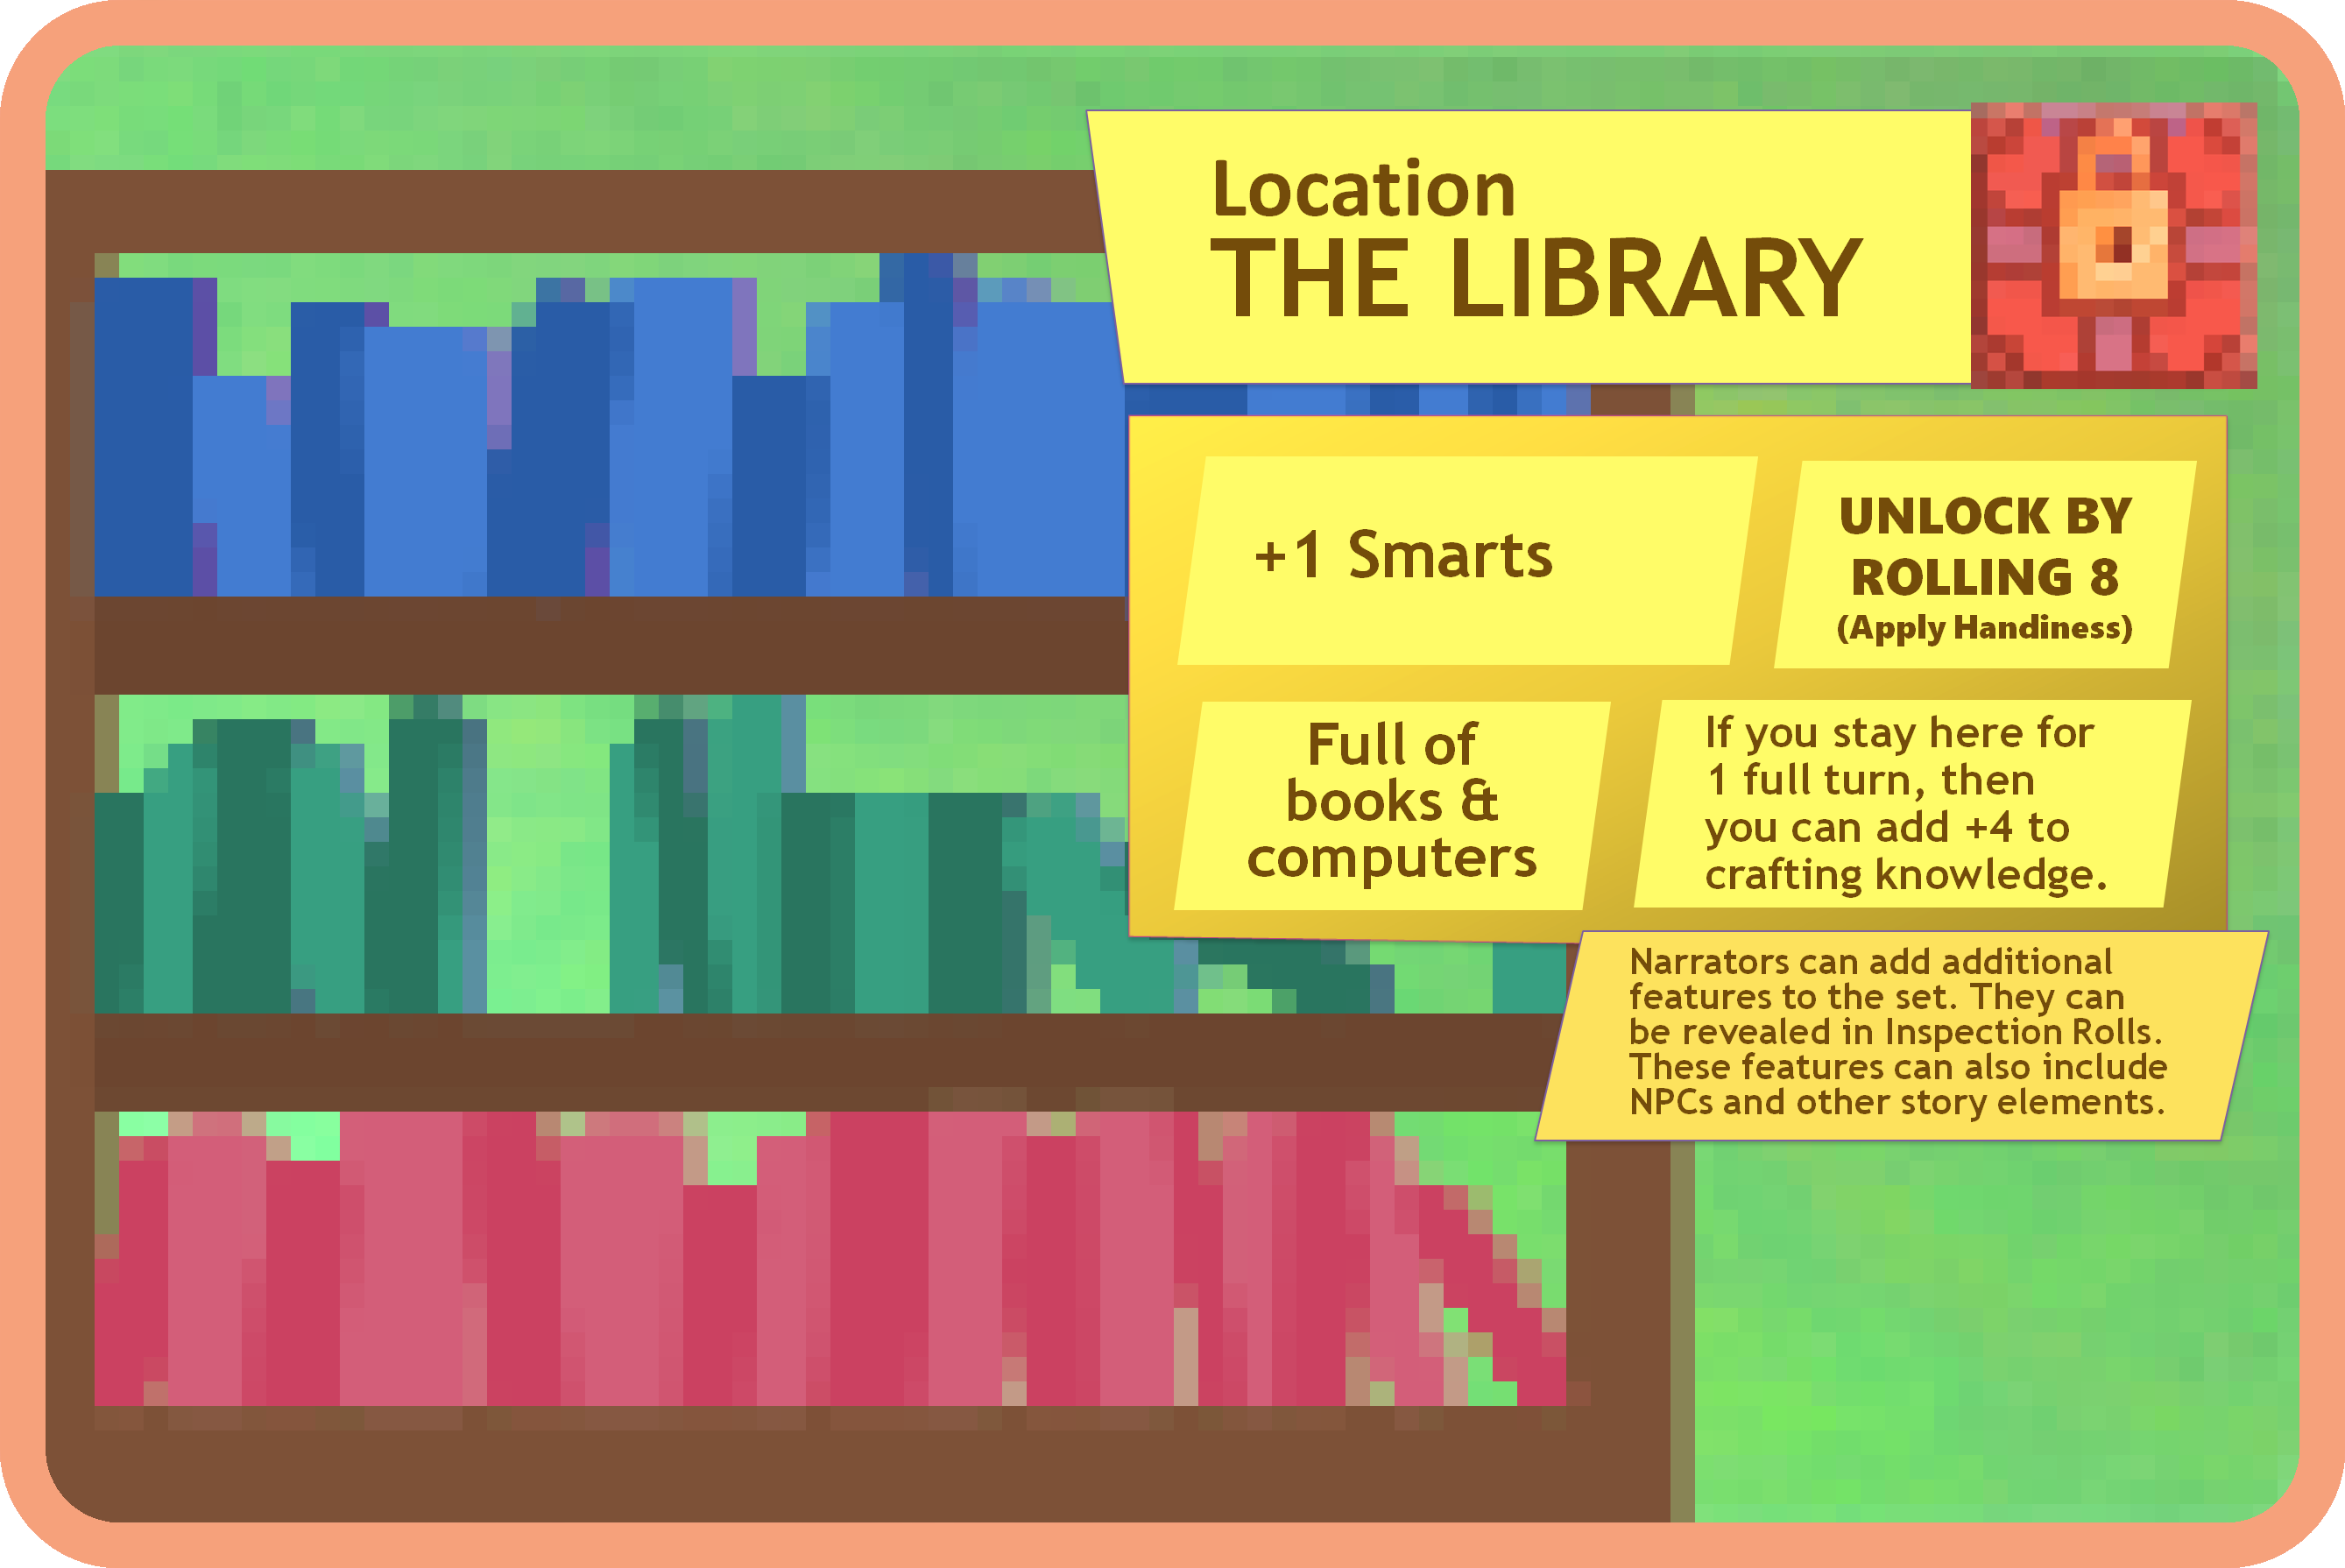 Location
THE LIBRARY
+1 Smarts
UNLOCK BY
ROLLING 8
(Apply Handiness)
Full of
books &
computers
If you stay here for
1 full turn, then
you can add +4 to
crafting knowledge.
Narrators can add additional
features to the set. They can
be revealed in Inspection Rolls.
These features can also include
NPCs and other story elements.